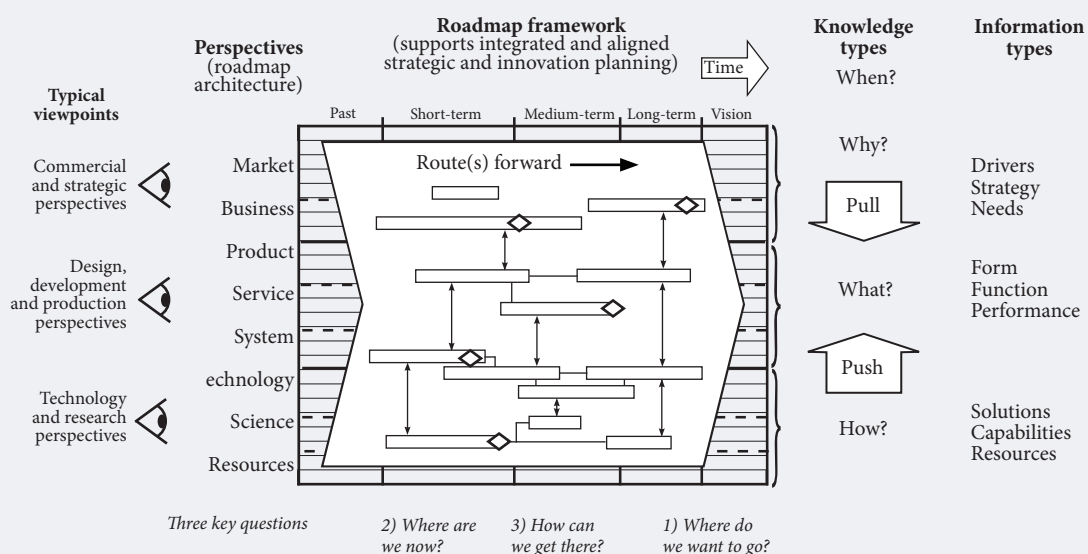 Roadmap framework
(supports integrated and aligned
strategic and innovation planning)
Perspectives
(roadmap
architecture)
Time
Knowledge
types
When?
Information
types
Typical
viewpoints
Past
Short-term
Medium-term
Long-term
Vision
Commercial
and strategic
perspectives
Market
Business
Route(s) forward
Why?
Pull
Drivers
Strategy
Needs
Design,
development
and production
perspectives
Product
Service
System
What?
Form
Function
Performance
Push
Technology
and research
perspectives
echnology
Science
Resources
How?
Solutions
Capabilities
Resources
Three key questions
2) Where are
we now?
3) How can
we get there?
1) Where do
we want to go?